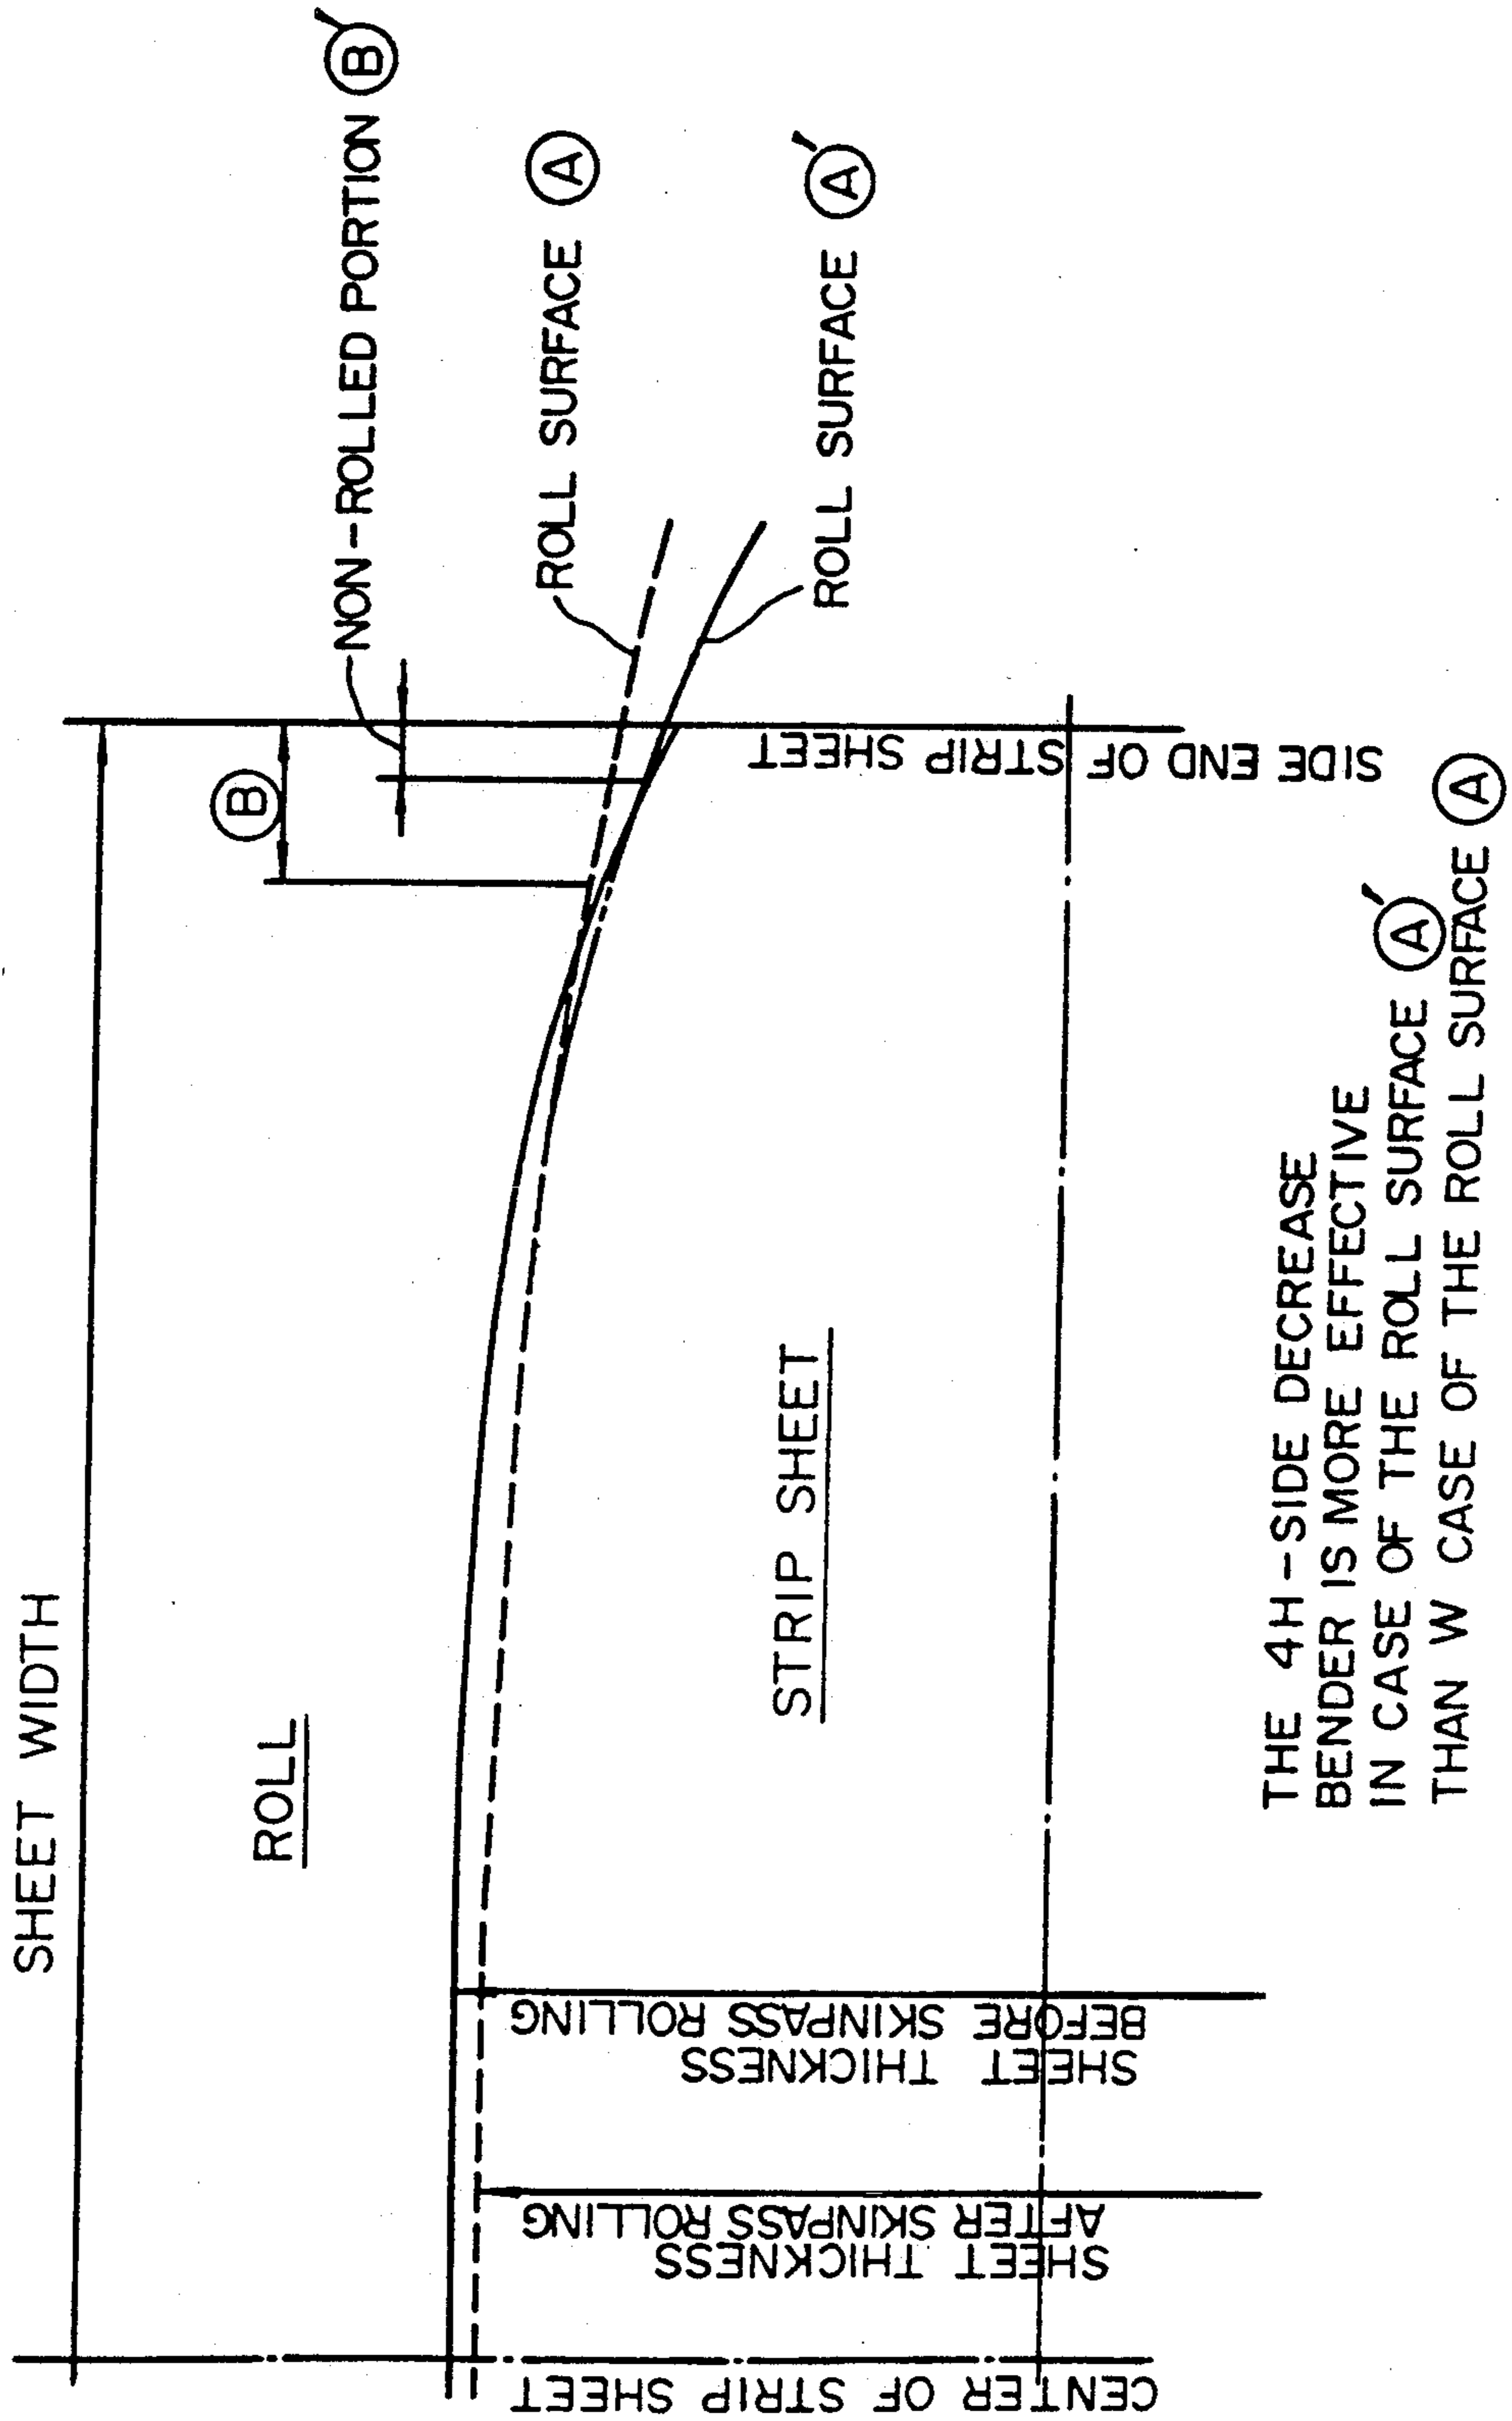 SHEET WIDTH
ROLL
Ⓑ
NON-ROLLED PORTION Ⓑ′
ROLL SURFACE Ⓐ
ROLL SURFACE Ⓐ′
STRIP SHEET
CENTER OF STRIP SHEET
SHEET THICKNESS
AFTER SKINPASS ROLLING
SHEET THICKNESS
BEFORE SKINPASS ROLLING
SIDE END OF STRIP SHEET
THE 4H-SIDE DECREASE
BENDER IS MORE EFFECTIVE
IN CASE OF THE ROLL SURFACE Ⓐ′
THAN W CASE OF THE ROLL SURFACE Ⓐ